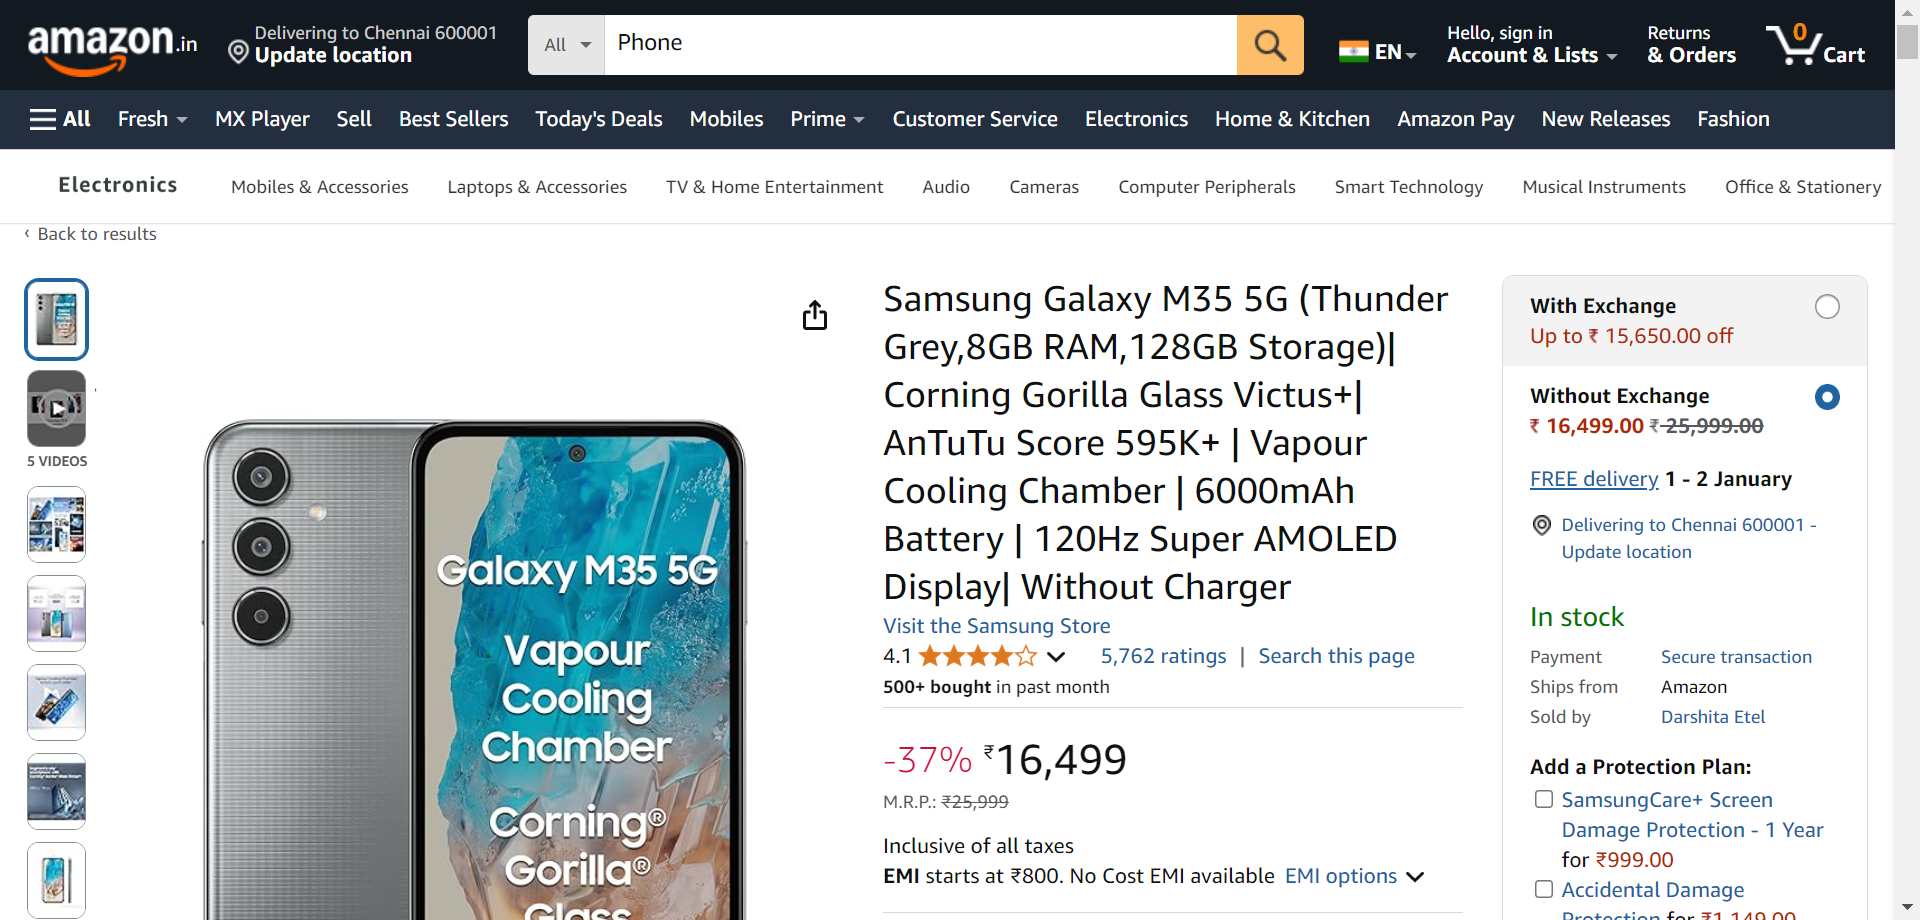 amazon.in
Delivering to Chennai 600001
Update location
All
Phone
EN
Hello, sign in
Account & Lists
Returns
& Orders
0
Cart
All
Fresh
MX Player
Sell
Best Sellers
Today's Deals
Mobiles
Prime
Customer Service
Electronics
Home & Kitchen
Amazon Pay
New Releases
Fashion
Electronics
Mobiles & Accessories
Laptops & Accessories
TV & Home Entertainment
Audio
Cameras
Computer Peripherals
Smart Technology
Musical Instruments
Office & Stationery
‹ Back to results
5 VIDEOS
Galaxy M35 5G
Vapour
Cooling
Chamber
Corning®
Gorilla®
Glass
Samsung Galaxy M35 5G (Thunder
Grey,8GB RAM,128GB Storage)|
Corning Gorilla Glass Victus+|
AnTuTu Score 595K+ | Vapour
Cooling Chamber | 6000mAh
Battery | 120Hz Super AMOLED
Display| Without Charger
Visit the Samsung Store
4.1
5,762 ratings | Search this page
500+ bought in past month
-37% ₹16,499
M.R.P.: ₹25,999
Inclusive of all taxes
EMI starts at ₹800. No Cost EMI available EMI options
With Exchange
Up to ₹ 15,650.00 off
Without Exchange
₹ 16,499.00 ₹ 25,999.00
FREE delivery 1 - 2 January
Delivering to Chennai 600001 -
Update location
In stock
Payment Secure transaction
Ships from Amazon
Sold by Darshita Etel
Add a Protection Plan:
SamsungCare+ Screen
Damage Protection - 1 Year
for ₹999.00
Accidental Damage
Protection for ₹1,149.00